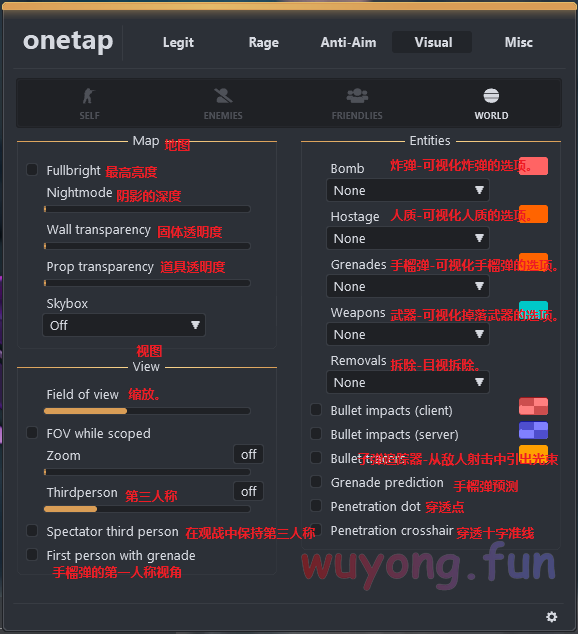 onetap
Legit Rage Anti-Aim Visual Misc
SELF ENEMIES FRIENDLIES WORLD
Map 地图
Fullbright 最高亮度
Nightmode 阴影的深度
Wall transparency 固体透明度
Prop transparency 道具透明度
Skybox
Off
视图
View
Field of view 缩放。
FOV while scoped
Zoom off
Thirdperson 第三人称 off
Spectator third person 在观战中保持第三人称
First person with grenade
手榴弹的第一人称视角
Entities
Bomb 炸弹-可视化炸弹的选项。
None
Hostage 人质-可视化人质的选项。
None
Grenades 手榴弹-可视化手榴弹的选项。
None
Weapons 武器-可视化掉落武器的选项。
None
Removals 拆除-目视拆除。
None
Bullet impacts (client)
Bullet impacts (server)
Bullet tracers 子弹追踪器-从敌人射击中引出光束
Grenade prediction 手榴弹预测
Penetration dot 穿透点
Penetration crosshair 穿透十字准线
wuyong.fun